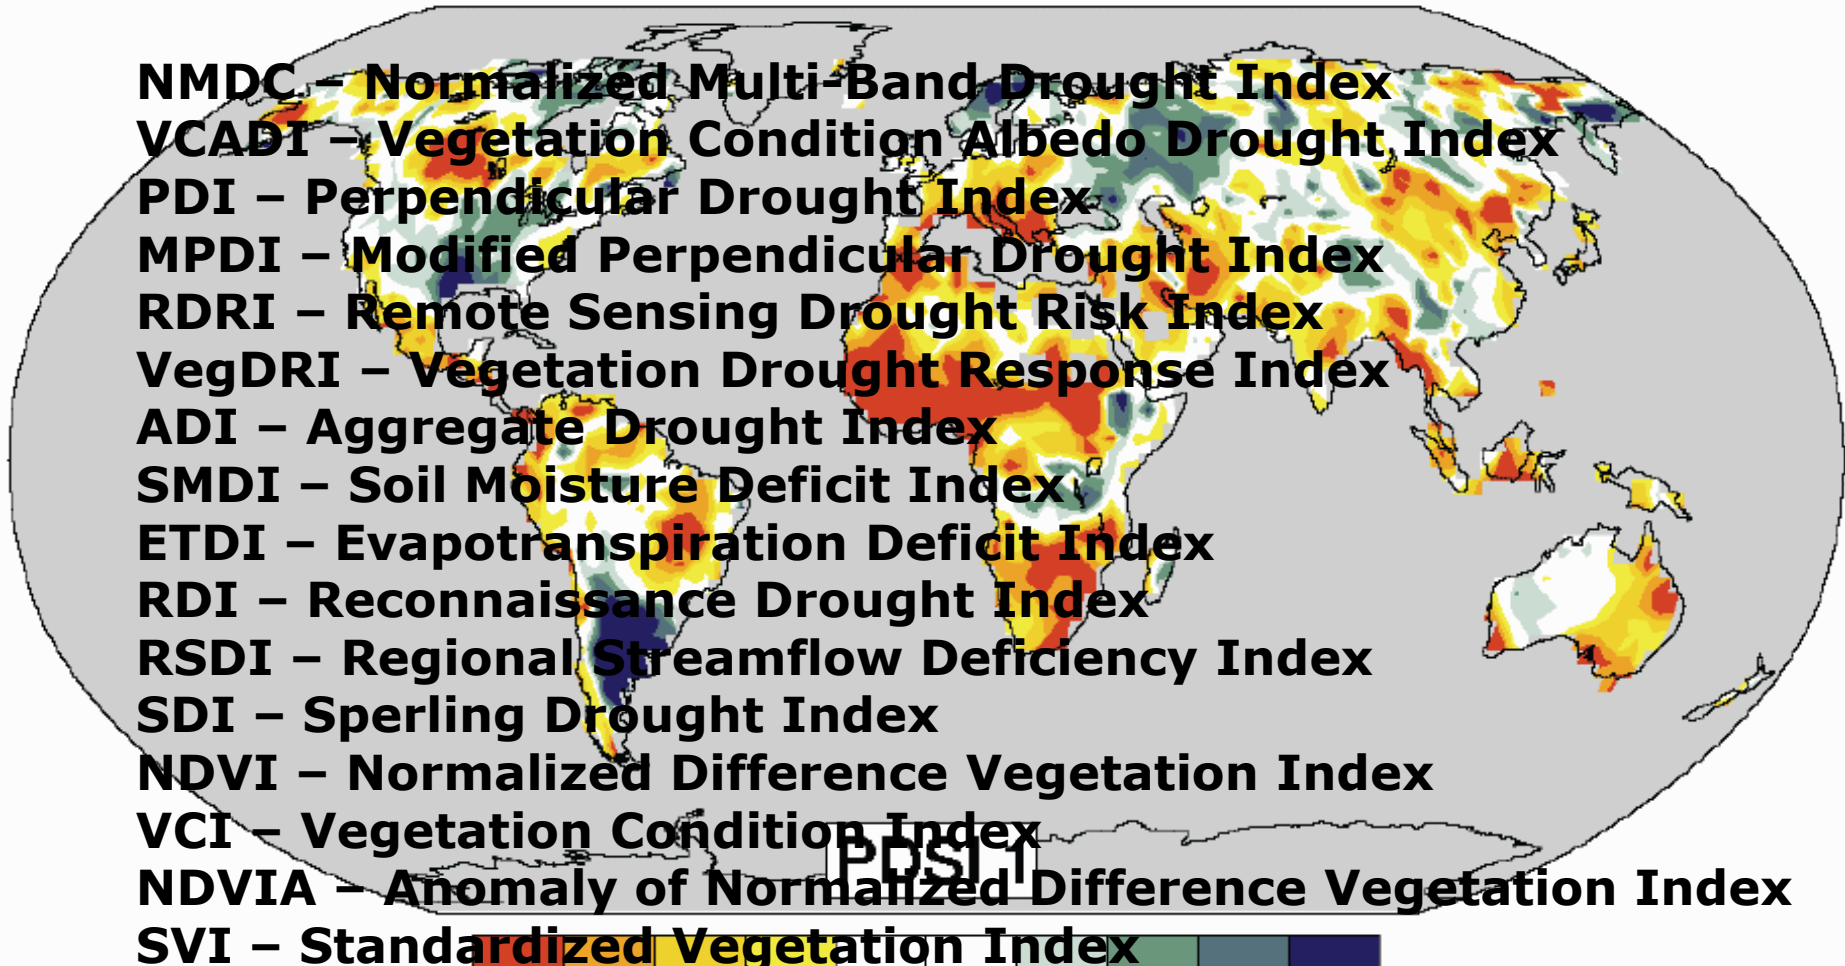 NMDC – Normalized Multi-Band Drought Index
VCADI – Vegetation Condition Albedo Drought Index
PDI – Perpendicular Drought Index
MPDI – Modified Perpendicular Drought Index
RDRI – Remote Sensing Drought Risk Index
VegDRI – Vegetation Drought Response Index
ADI – Aggregate Drought Index
SMDI – Soil Moisture Deficit Index
ETDI – Evapotranspiration Deficit Index
RDI – Reconnaissance Drought Index
RSDI – Regional Streamflow Deficiency Index
SDI – Sperling Drought Index
NDVI – Normalized Difference Vegetation Index
VCI – Vegetation Condition Index
PDSI 1
NDVIA – Anomaly of Normalized Difference Vegetation Index
SVI – Standardized Vegetation Index